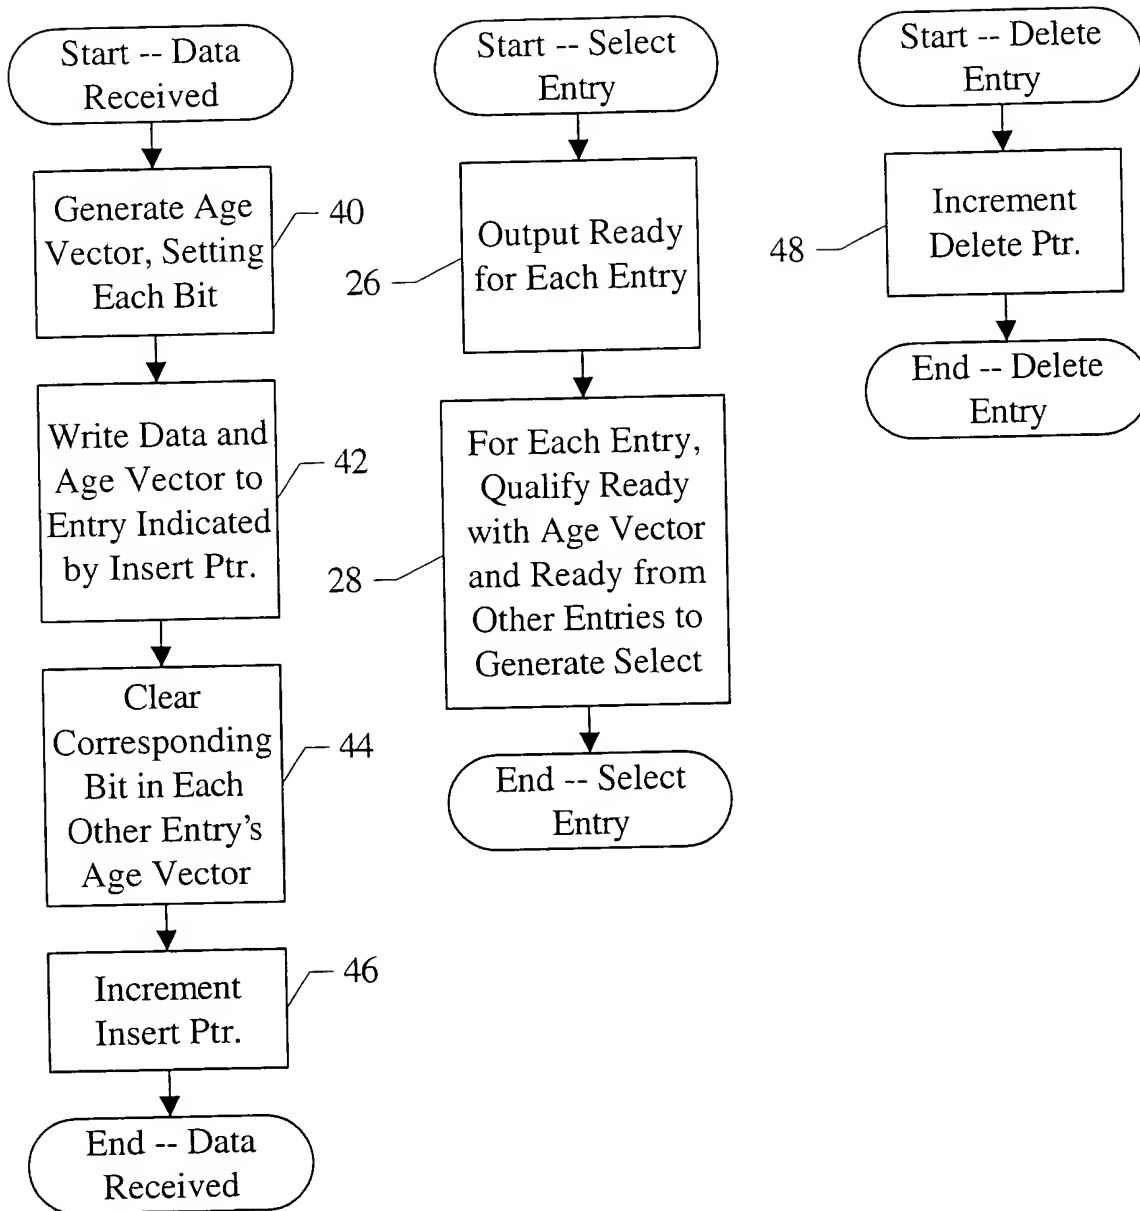 Start -- Data
Received
Generate Age
Vector, Setting
Each Bit
40
Write Data and
Age Vector to
Entry Indicated
by Insert Ptr.
42
Clear
Corresponding
Bit in Each
Other Entry's
Age Vector
44
Increment
Insert Ptr.
46
End -- Data
Received
Start -- Select
Entry
Output Ready
for Each Entry
26
For Each Entry,
Qualify Ready
with Age Vector
and Ready from
Other Entries to
Generate Select
28
End -- Select
Entry
Start -- Delete
Entry
Increment
Delete Ptr.
48
End -- Delete
Entry